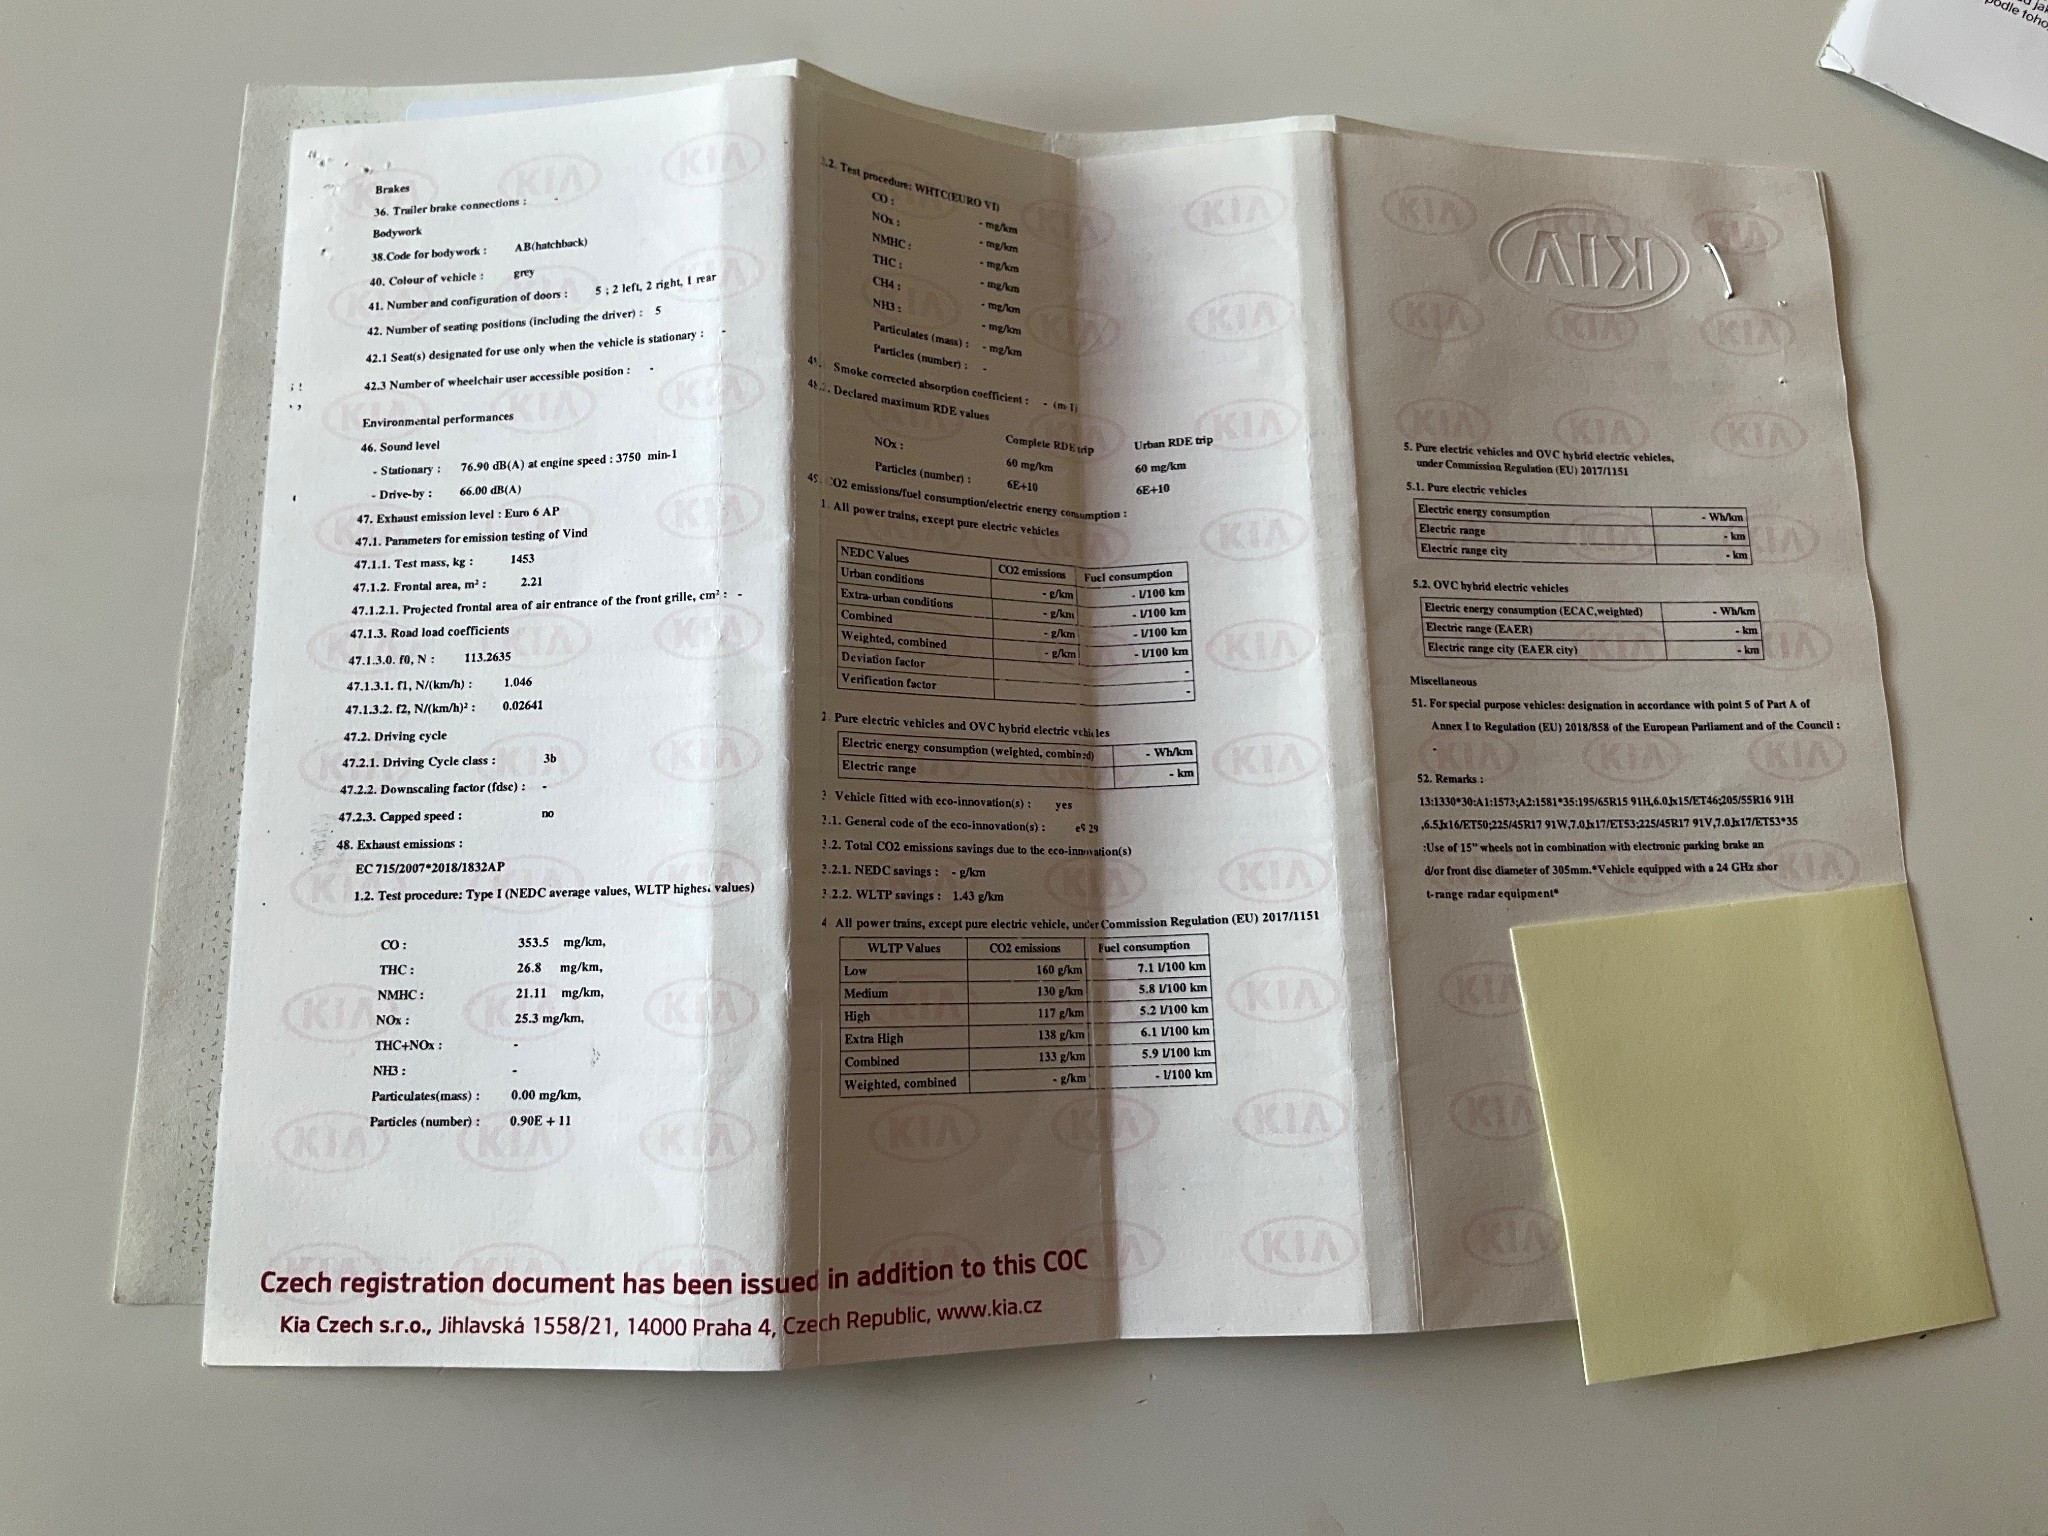 Brakes
36. Trailer brake connections : -
Bodywork
38.Code for bodywork : AB(hatchback)
40. Colour of vehicle : grey
41. Number and configuration of doors : 5 ; 2 left, 2 right, 1 rear
42. Number of seating positions (including the driver) : 5
42.1 Seat(s) designated for use only when the vehicle is stationary : -
42.3 Number of wheelchair user accessible position : -
Environmental performances
46. Sound level
- Stationary : 76.90 dB(A) at engine speed : 3750 min-1
- Drive-by : 66.00 dB(A)
47. Exhaust emission level : Euro 6 AP
47.1. Parameters for emission testing of Vind
47.1.1. Test mass, kg : 1453
47.1.2. Frontal area, m² : 2.21
47.1.2.1. Projected frontal area of air entrance of the front grille, cm² : -
47.1.3. Road load coefficients
47.1.3.0. f0, N : 113.2635
47.1.3.1. f1, N/(km/h) : 1.046
47.1.3.2. f2, N/(km/h)² : 0.02641
47.2. Driving cycle
47.2.1. Driving Cycle class : 3b
47.2.2. Downscaling factor (fdsc) : -
47.2.3. Capped speed : no
48. Exhaust emissions :
EC 715/2007*2018/1832AP
1.2. Test procedure: Type I (NEDC average values, WLTP highest values)
CO : 353.5 mg/km,
THC : 26.8 mg/km,
NMHC : 21.11 mg/km,
NOx : 25.3 mg/km,
THC+NOx : -
NH3 : -
Particulates(mass) : 0.00 mg/km,
Particles (number) : 0.90E + 11
.2. Test procedure: WHTC(EURO VI)
CO : - mg/km
NOx : - mg/km
NMHC : - mg/km
THC : - mg/km
CH4 : - mg/km
NH3 : - mg/km
Particulates (mass) : - mg/km
Particles (number) : -
Smoke corrected absorption coefficient : - (m-1)
48.2. Declared maximum RDE values
Complete RDE trip Urban RDE trip
NOx : 60 mg/km 60 mg/km
Particles (number) : 6E+10 6E+10
CO2 emissions/fuel consumption/electric energy consumption :
1. All power trains, except pure electric vehicles
NEDC Values CO2 emissions Fuel consumption
Urban conditions - g/km - l/100 km
Extra-urban conditions - g/km - l/100 km
Combined - g/km - l/100 km
Weighted, combined - g/km - l/100 km
Deviation factor -
Verification factor -
2. Pure electric vehicles and OVC hybrid electric vehicles
Electric energy consumption (weighted, combined) - Wh/km
Electric range - km
3. Vehicle fitted with eco-innovation(s) : yes
3.1. General code of the eco-innovation(s) : e9 29
3.2. Total CO2 emissions savings due to the eco-innovation(s)
3.2.1. NEDC savings : - g/km
3.2.2. WLTP savings : 1.43 g/km
4 All power trains, except pure electric vehicle, under Commission Regulation (EU) 2017/1151
WLTP Values CO2 emissions Fuel consumption
Low 160 g/km 7.1 l/100 km
Medium 130 g/km 5.8 l/100 km
High 117 g/km 5.2 l/100 km
Extra High 138 g/km 6.1 l/100 km
Combined 133 g/km 5.9 l/100 km
Weighted, combined - g/km - l/100 km
KIA
5. Pure electric vehicles and OVC hybrid electric vehicles,
under Commission Regulation (EU) 2017/1151
5.1. Pure electric vehicles
Electric energy consumption - Wh/km
Electric range - km
Electric range city - km
5.2. OVC hybrid electric vehicles
Electric energy consumption (ECAC,weighted) - Wh/km
Electric range (EAER) - km
Electric range city (EAER city) - km
Miscellaneous
51. For special purpose vehicles: designation in accordance with point 5 of Part A of
Annex I to Regulation (EU) 2018/858 of the European Parliament and of the Council :
-
52. Remarks :
13:1330*30:A1:1573;A2:1581*35:195/65R15 91H,6.0Jx15/ET46;205/55R16 91H
,6.5Jx16/ET50;225/45R17 91W,7.0Jx17/ET53;225/45R17 91V,7.0Jx17/ET53*35
:Use of 15" wheels not in combination with electronic parking brake an
d/or front disc diameter of 305mm.*Vehicle equipped with a 24 GHz shor
t-range radar equipment*
Czech registration document has been issued in addition to this COC
Kia Czech s.r.o., Jihlavská 1558/21, 14000 Praha 4, Czech Republic, www.kia.cz
podle toho